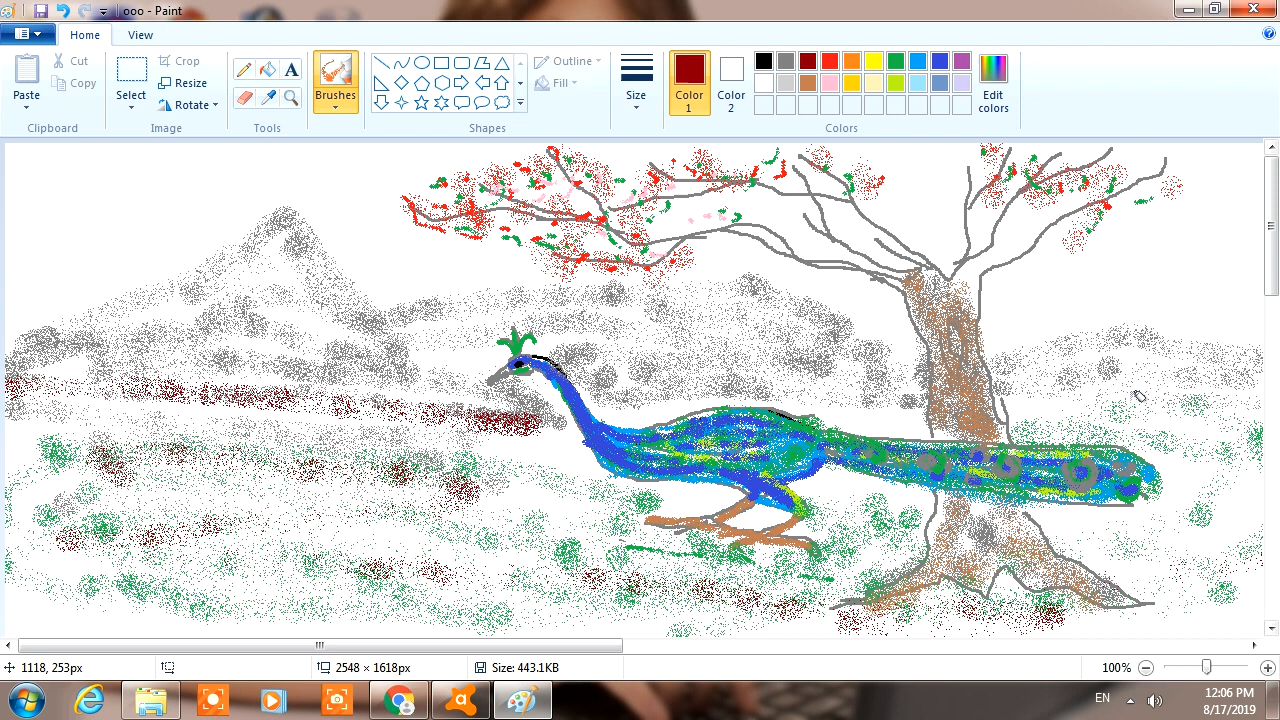 ooo - Paint
Home View
Paste
Cut
Copy
Clipboard
Select
Crop
Resize
Rotate
Image
A
Tools
Brushes
Outline
Fill
Shapes
Size
Color 1
Color 2
Edit colors
Colors
1118, 253px
2548 × 1618px
Size: 443.1KB
100%
EN
12:06 PM
8/17/2019